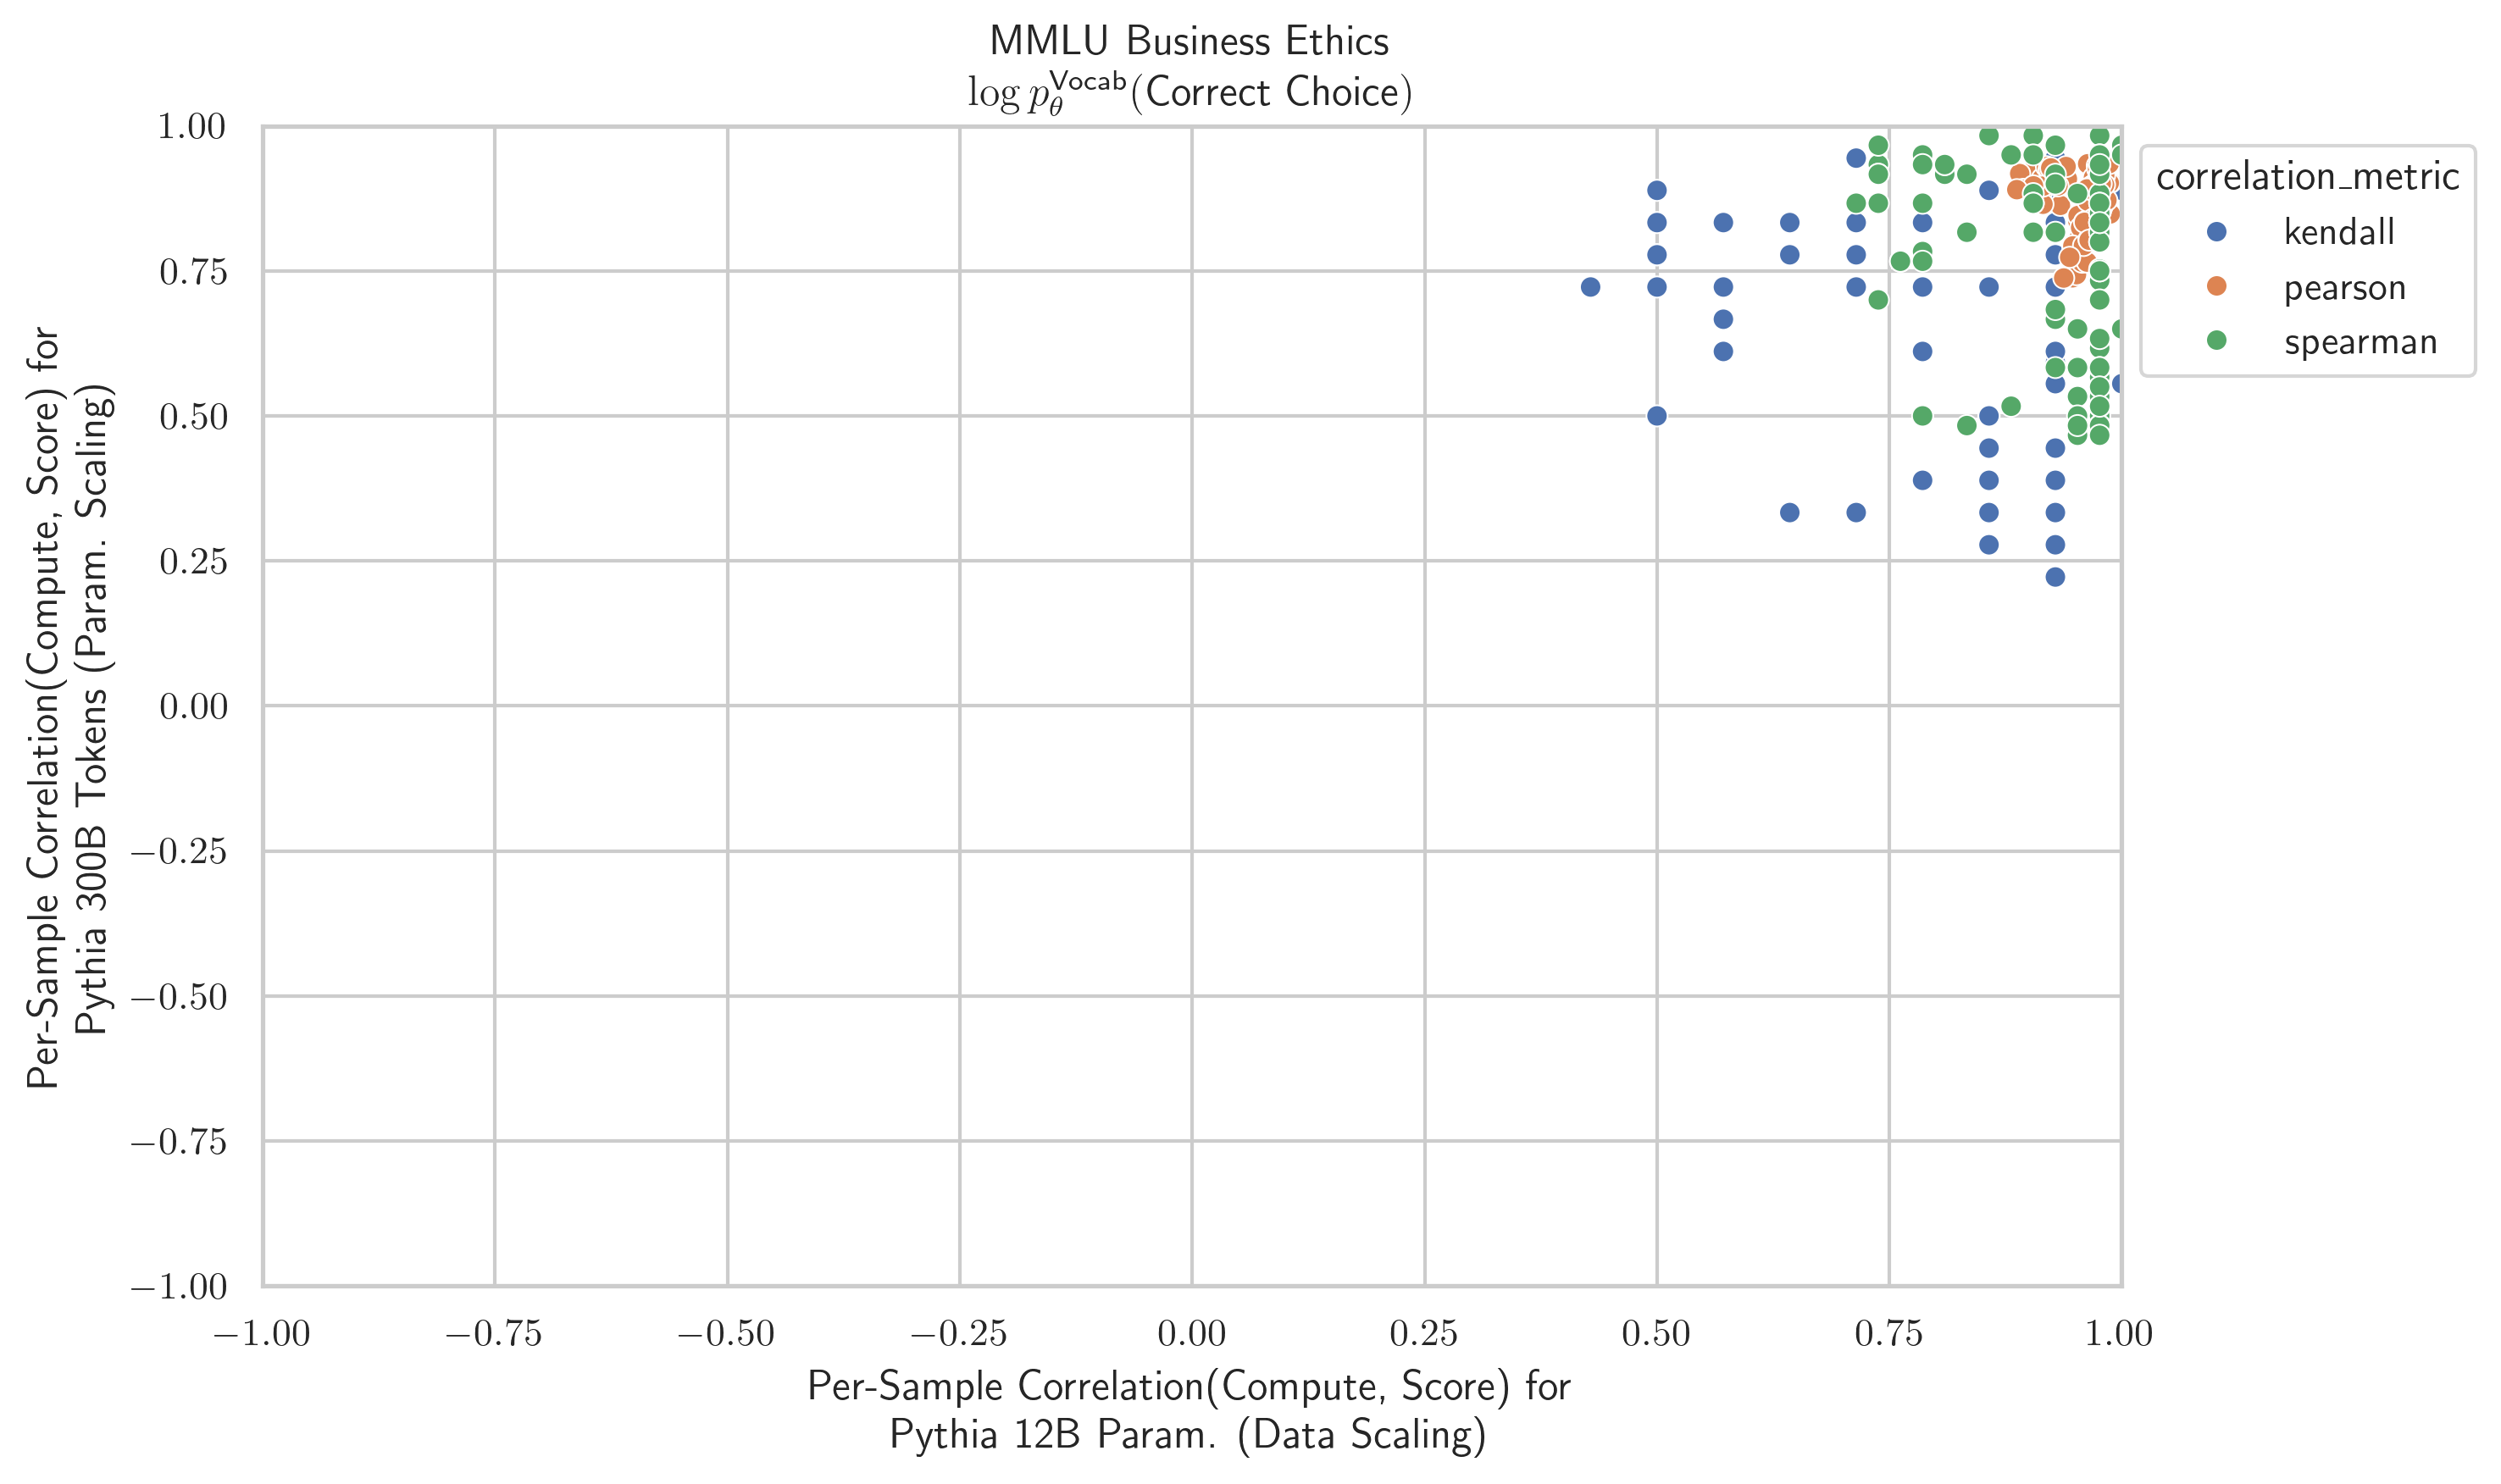 MMLU Business Ethics
log p_θ^Vocab(Correct Choice)
1.00
0.75
0.50
0.25
0.00
−0.25
−0.50
−0.75
−1.00
Per-Sample Correlation(Compute, Score) for
Pythia 300B Tokens (Param. Scaling)
correlation_metric
kendall
pearson
spearman
−1.00 −0.75 −0.50 −0.25 0.00 0.25 0.50 0.75 1.00
Per-Sample Correlation(Compute, Score) for
Pythia 12B Param. (Data Scaling)